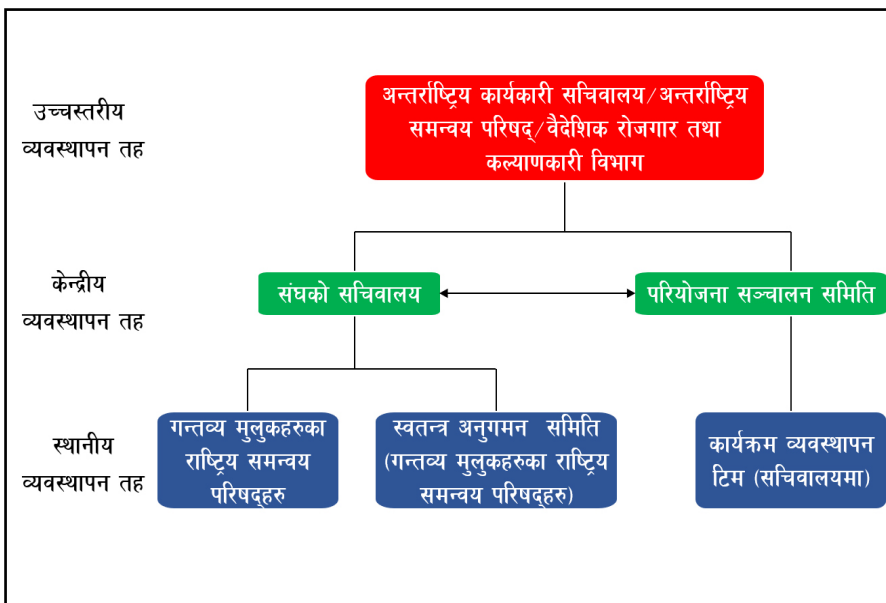 उच्चस्तरीय
व्यवस्थापन तह
अन्तर्राष्ट्रिय कार्यकारी सचिवालय/अन्तर्राष्ट्रिय
समन्वय परिषद्/वैदेशिक रोजगार तथा
कल्याणकारी विभाग
केन्द्रीय
व्यवस्थापन तह
संघको सचिवालय
परियोजना सञ्चालन समिति
स्थानीय
व्यवस्थापन तह
गन्तव्य मुलुकहरुका
राष्ट्रिय समन्वय
परिषद्हरु
स्वतन्त्र अनुगमन समिति
(गन्तव्य मुलुकहरुका राष्ट्रिय
समन्वय परिषद्हरु)
कार्यक्रम व्यवस्थापन
टिम (सचिवालयमा)